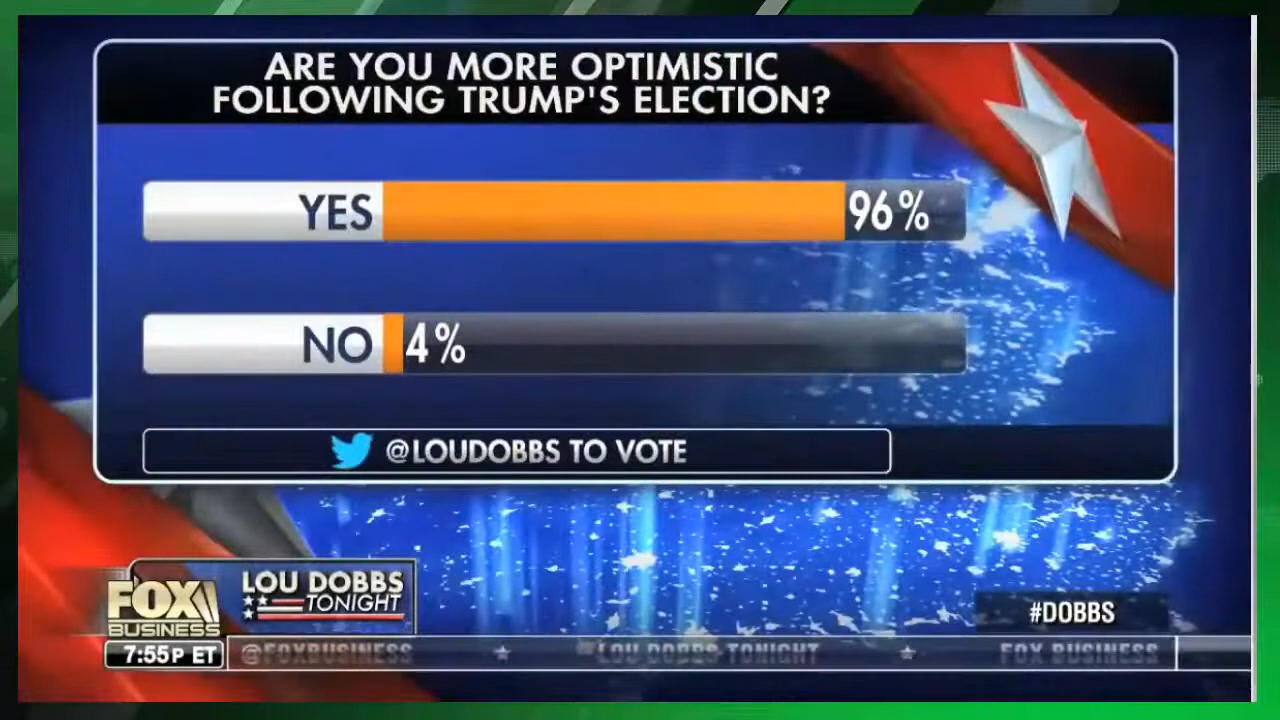 ARE YOU MORE OPTIMISTIC
FOLLOWING TRUMP'S ELECTION?
YES 96%
NO 4%
@LOUDOBBS TO VOTE
FOX
BUSINESS
LOU DOBBS
TONIGHT
#DOBBS
7:55P ET
@FOXBUSINESS LOU DOBBS TONIGHT FOX BUSINESS